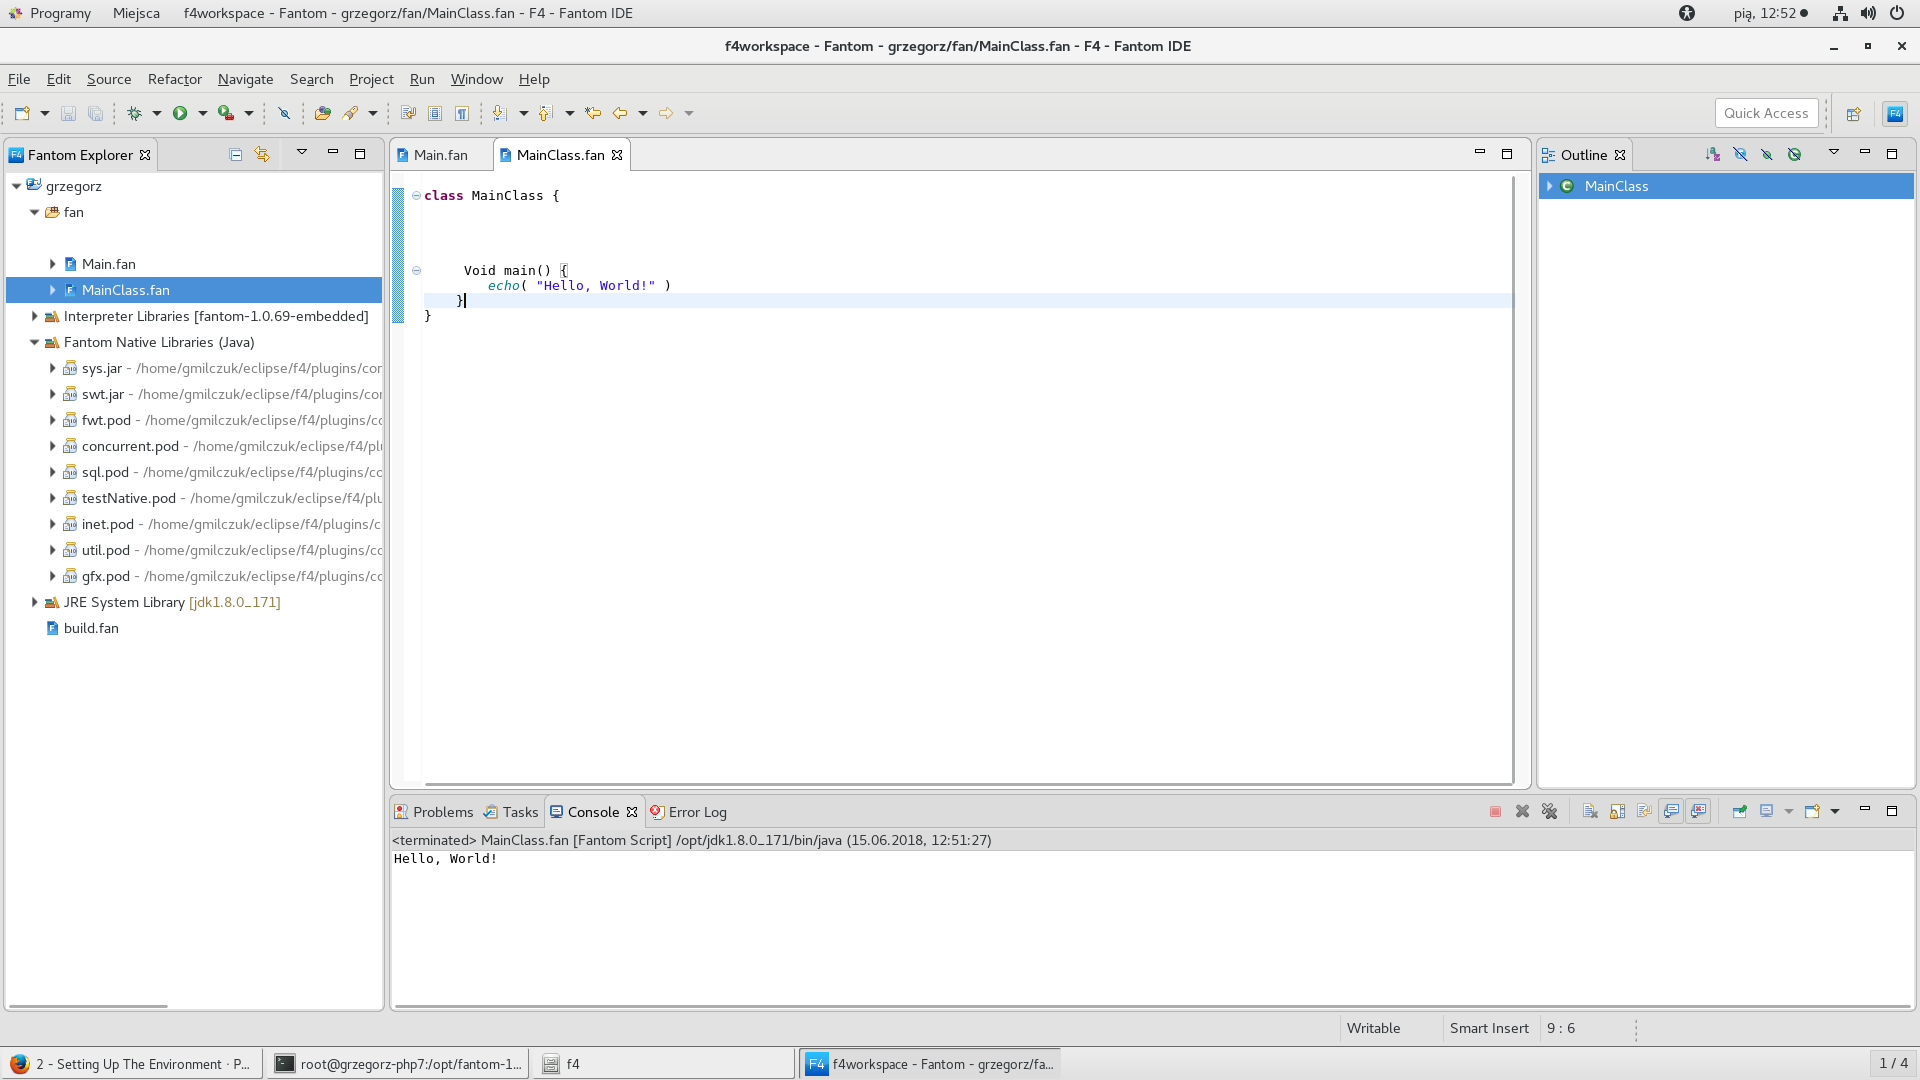 Programy Miejsca f4workspace - Fantom - grzegorz/fan/MainClass.fan - F4 - Fantom IDE pią, 12:52
f4workspace - Fantom - grzegorz/fan/MainClass.fan - F4 - Fantom IDE
File Edit Source Refactor Navigate Search Project Run Window Help
Quick Access F4
F4 Fantom Explorer
grzegorz
fan
Main.fan
MainClass.fan
Interpreter Libraries [fantom-1.0.69-embedded]
Fantom Native Libraries (Java)
sys.jar - /home/gmilczuk/eclipse/f4/plugins/cor
swt.jar - /home/gmilczuk/eclipse/f4/plugins/cor
fwt.pod - /home/gmilczuk/eclipse/f4/plugins/cc
concurrent.pod - /home/gmilczuk/eclipse/f4/plu
sql.pod - /home/gmilczuk/eclipse/f4/plugins/cc
testNative.pod - /home/gmilczuk/eclipse/f4/plu
inet.pod - /home/gmilczuk/eclipse/f4/plugins/c
util.pod - /home/gmilczuk/eclipse/f4/plugins/cc
gfx.pod - /home/gmilczuk/eclipse/f4/plugins/cc
JRE System Library [jdk1.8.0_171]
build.fan
Main.fan MainClass.fan
class MainClass {
Void main() {
echo( "Hello, World!" )
}
}
Outline
MainClass
Problems Tasks Console Error Log
<terminated> MainClass.fan [Fantom Script] /opt/jdk1.8.0_171/bin/java (15.06.2018, 12:51:27)
Hello, World!
Writable Smart Insert 9 : 6
2 - Setting Up The Environment · P... root@grzegorz-php7:/opt/fantom-1... f4 F4 f4workspace - Fantom - grzegorz/fa... 1 / 4